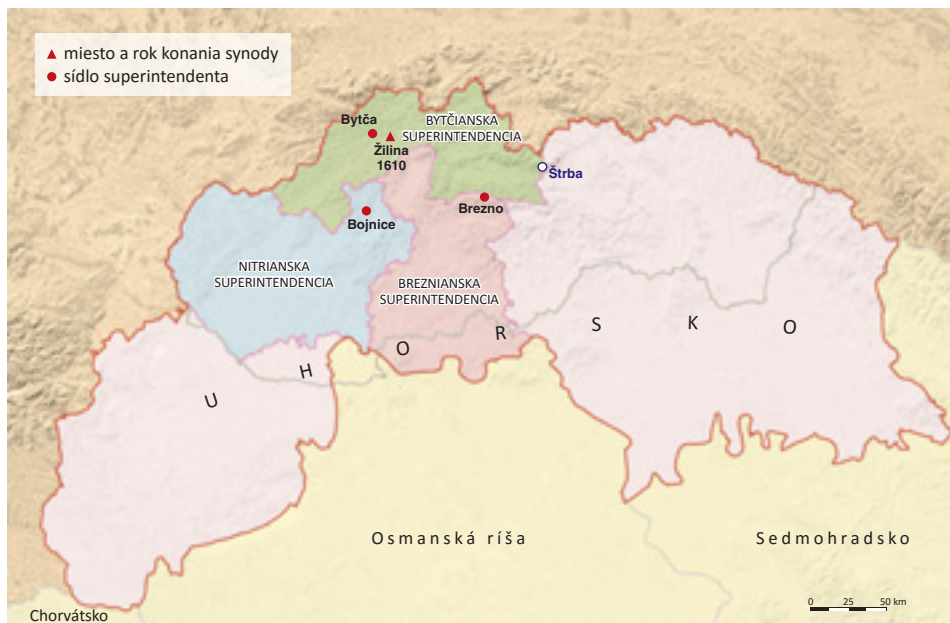 miesto a rok konania synody
sídlo superintendenta
Bytča
BYTČIANSKA
SUPERINTENDENCIA
Žilina
1610
Štrba
Brezno
Bojnice
NITRIANSKA
SUPERINTENDENCIA
BREZNIANSKA
SUPERINTENDENCIA
U H O R S K O
Osmanská ríša
Sedmohradsko
Chorvátsko
0 25 50 km